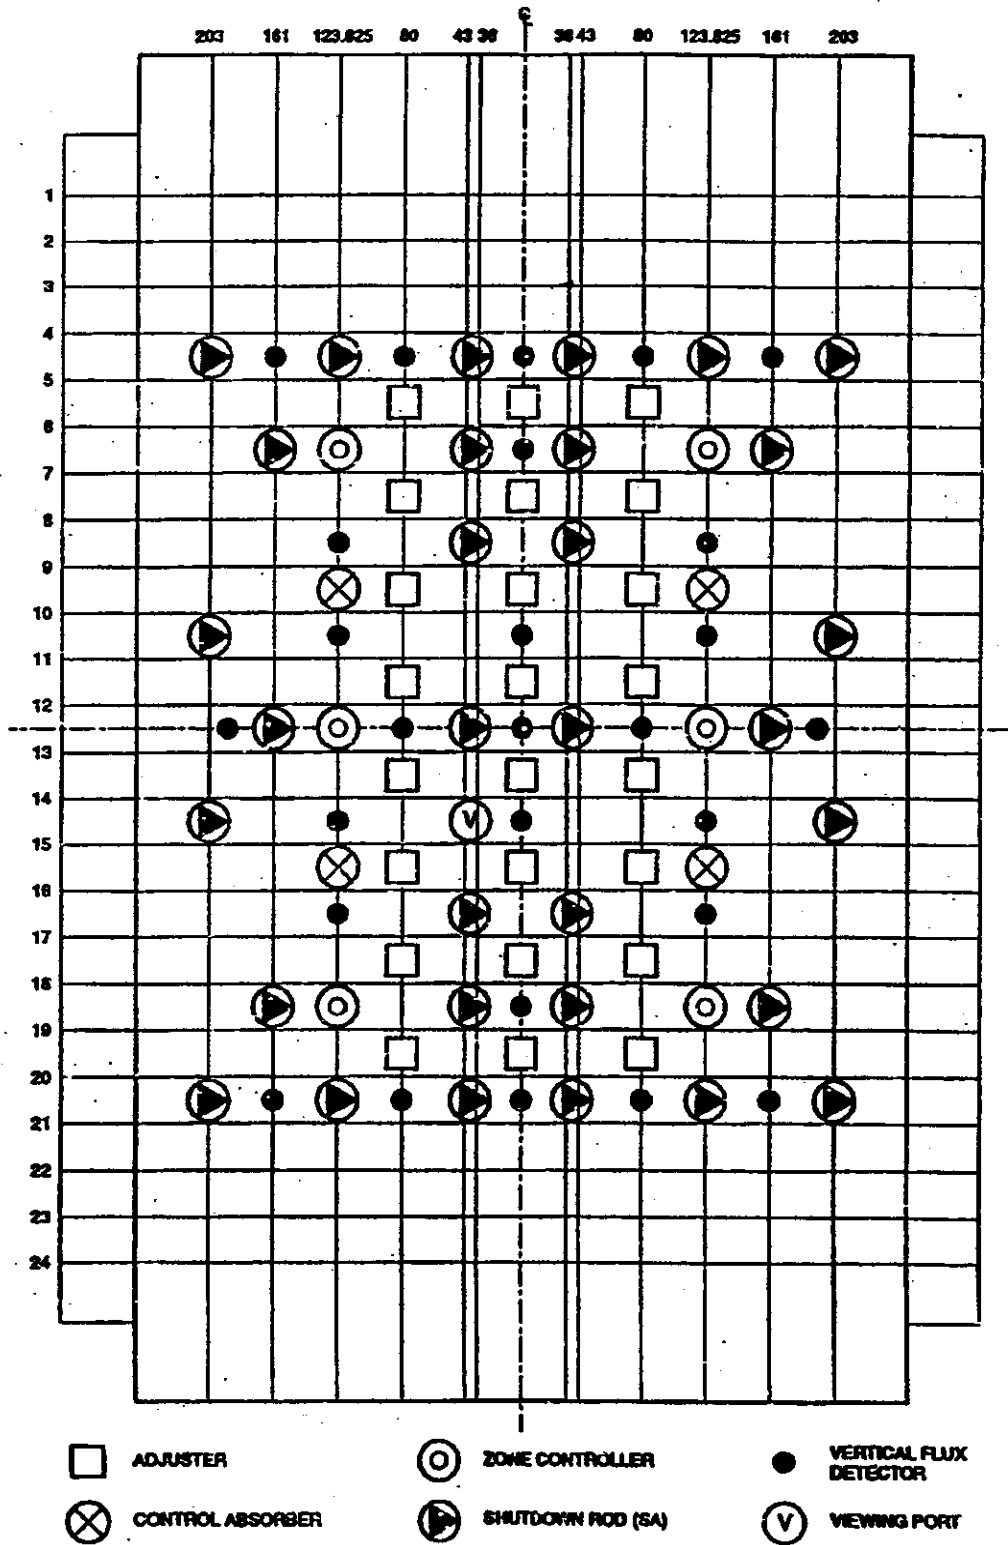 ℄
203 161 123.825 80 43 36 36 43 80 123.825 161 203
1
2
3
4
5
6
7
8
9
10
11
12
13
14
V
15
16
17
18
19
20
21
22
23
24
ADJUSTER
ZONE CONTROLLER
VERTICAL FLUX
DETECTOR
CONTROL ABSORBER
SHUTDOWN ROD (SA)
V
VIEWING PORT